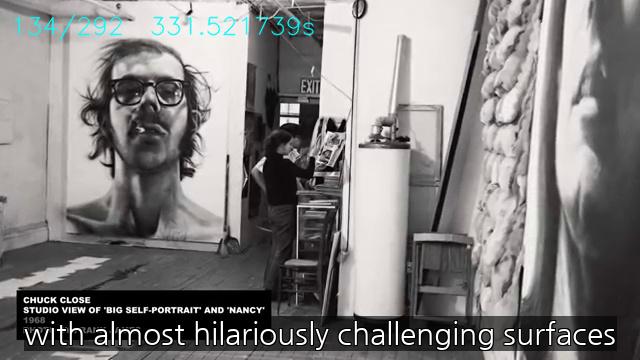 134/292 331.521739s
EXIT
CHUCK CLOSE
STUDIO VIEW OF 'BIG SELF-PORTRAIT' AND 'NANCY'
1968
with almost hilariously challenging surfaces